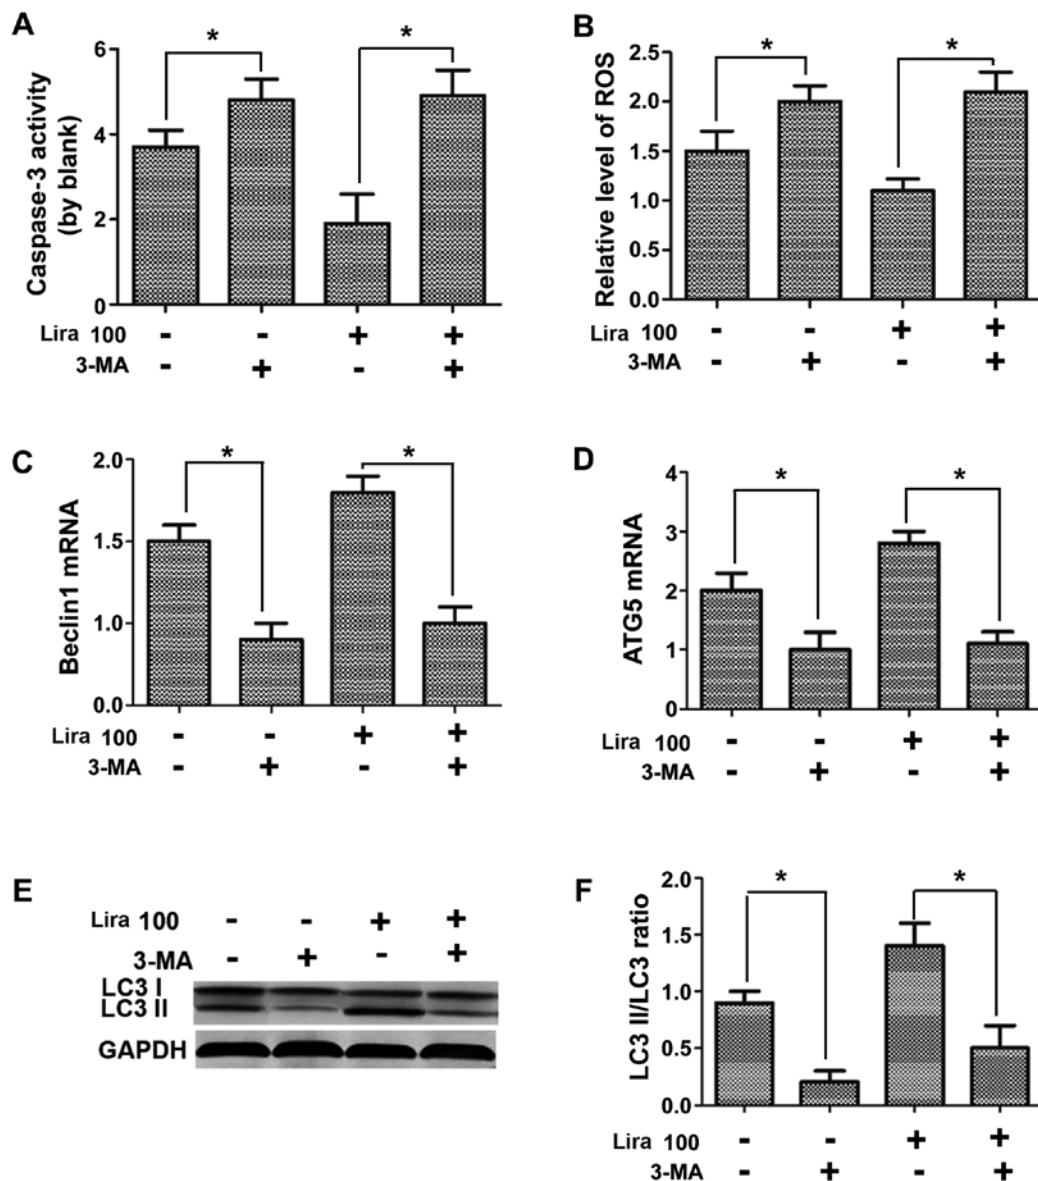 A
Caspase-3 activity
(by blank)
6
4
2
0
*
*
Lira 100 - - + +
3-MA - + - +
B
Relative level of ROS
2.5
2.0
1.5
1.0
0.5
0.0
*
*
Lira 100 - - + +
3-MA - + - +
C
Beclin1 mRNA
2.0
1.5
1.0
0.0
*
*
Lira 100 - - + +
3-MA - + - +
D
ATG5 mRNA
4
3
2
1
0
*
*
Lira 100 - - + +
3-MA - + - +
E
Lira 100 - - + +
3-MA - + - +
LC3 I
LC3 II
GAPDH
F
LC3 II/LC3 ratio
2.0
1.5
1.0
0.5
0.0
*
*
Lira 100 - - + +
3-MA - + - +